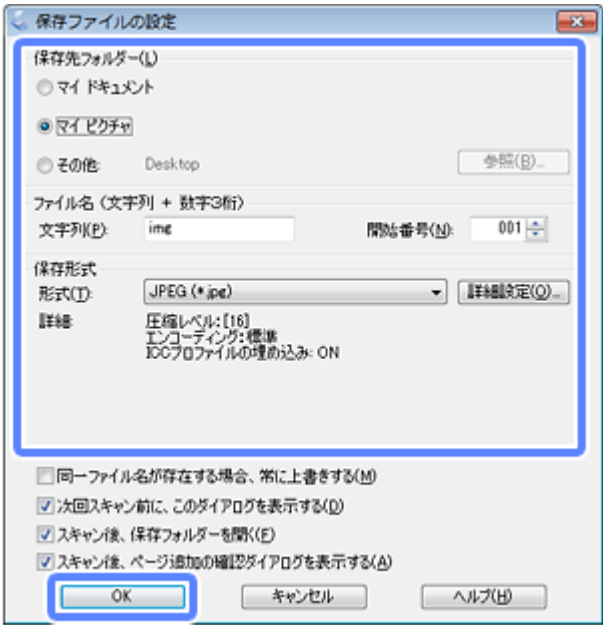 保存ファイルの設定
保存先フォルダー(L)
マイ ドキュメント
マイ ピクチャ
その他: Desktop 参照(B)...
ファイル名 (文字列 + 数字3桁)
文字列(P): img 開始番号(N): 001
保存形式
形式(T): JPEG (*.jpg) 詳細設定(O)...
詳細: 圧縮レベル:[16]
エンコーディング:標準
ICCプロファイルの埋め込み: ON
同一ファイル名が存在する場合、常に上書きする(M)
次回スキャン前に、このダイアログを表示する(D)
スキャン後、保存フォルダーを開く(F)
スキャン後、ページ追加の確認ダイアログを表示する(A)
OK キャンセル ヘルプ(H)